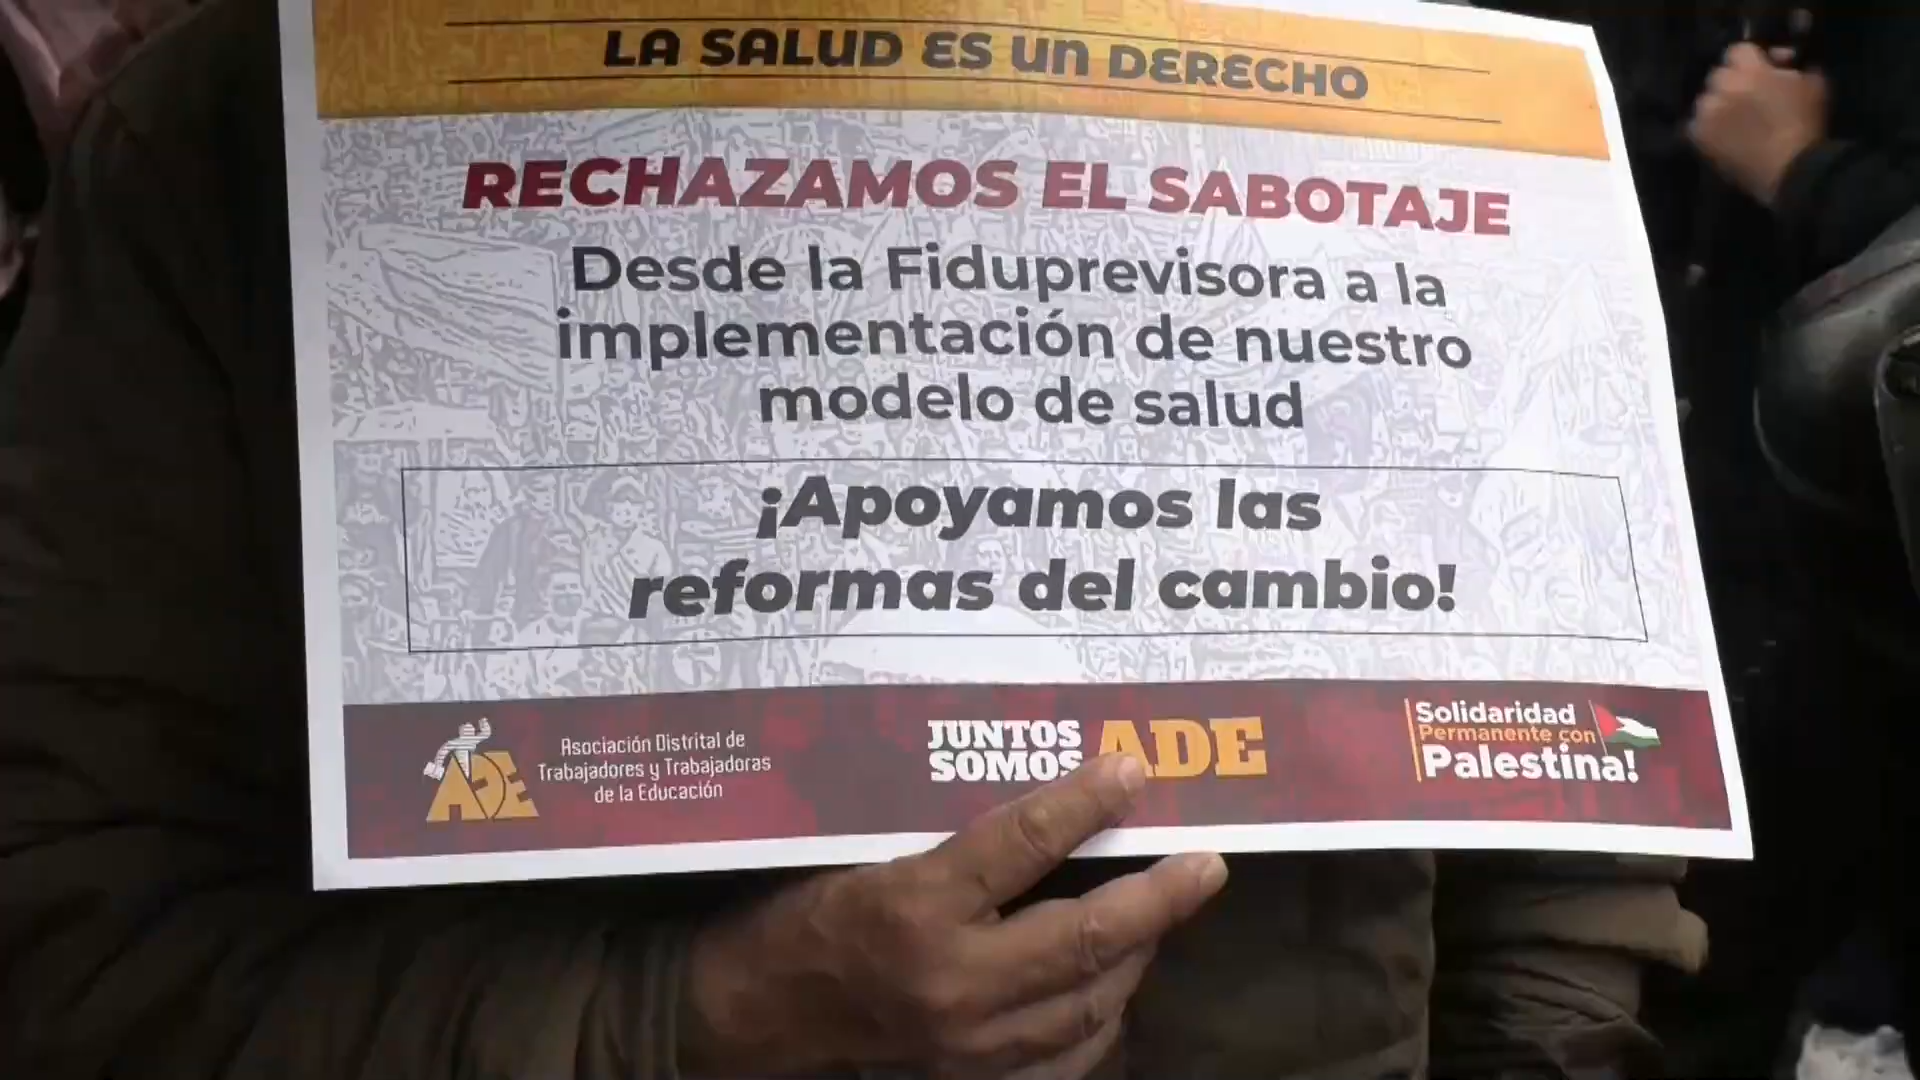 LA SALUD ES UN DERECHO
RECHAZAMOS EL SABOTAJE
Desde la Fiduprevisora a la
implementación de nuestro
modelo de salud
¡Apoyamos las
reformas del cambio!
ADE
Asociación Distrital de
Trabajadores y Trabajadoras
de la Educación
JUNTOS
SOMOS
ADE
Solidaridad
Permanente con
Palestina!